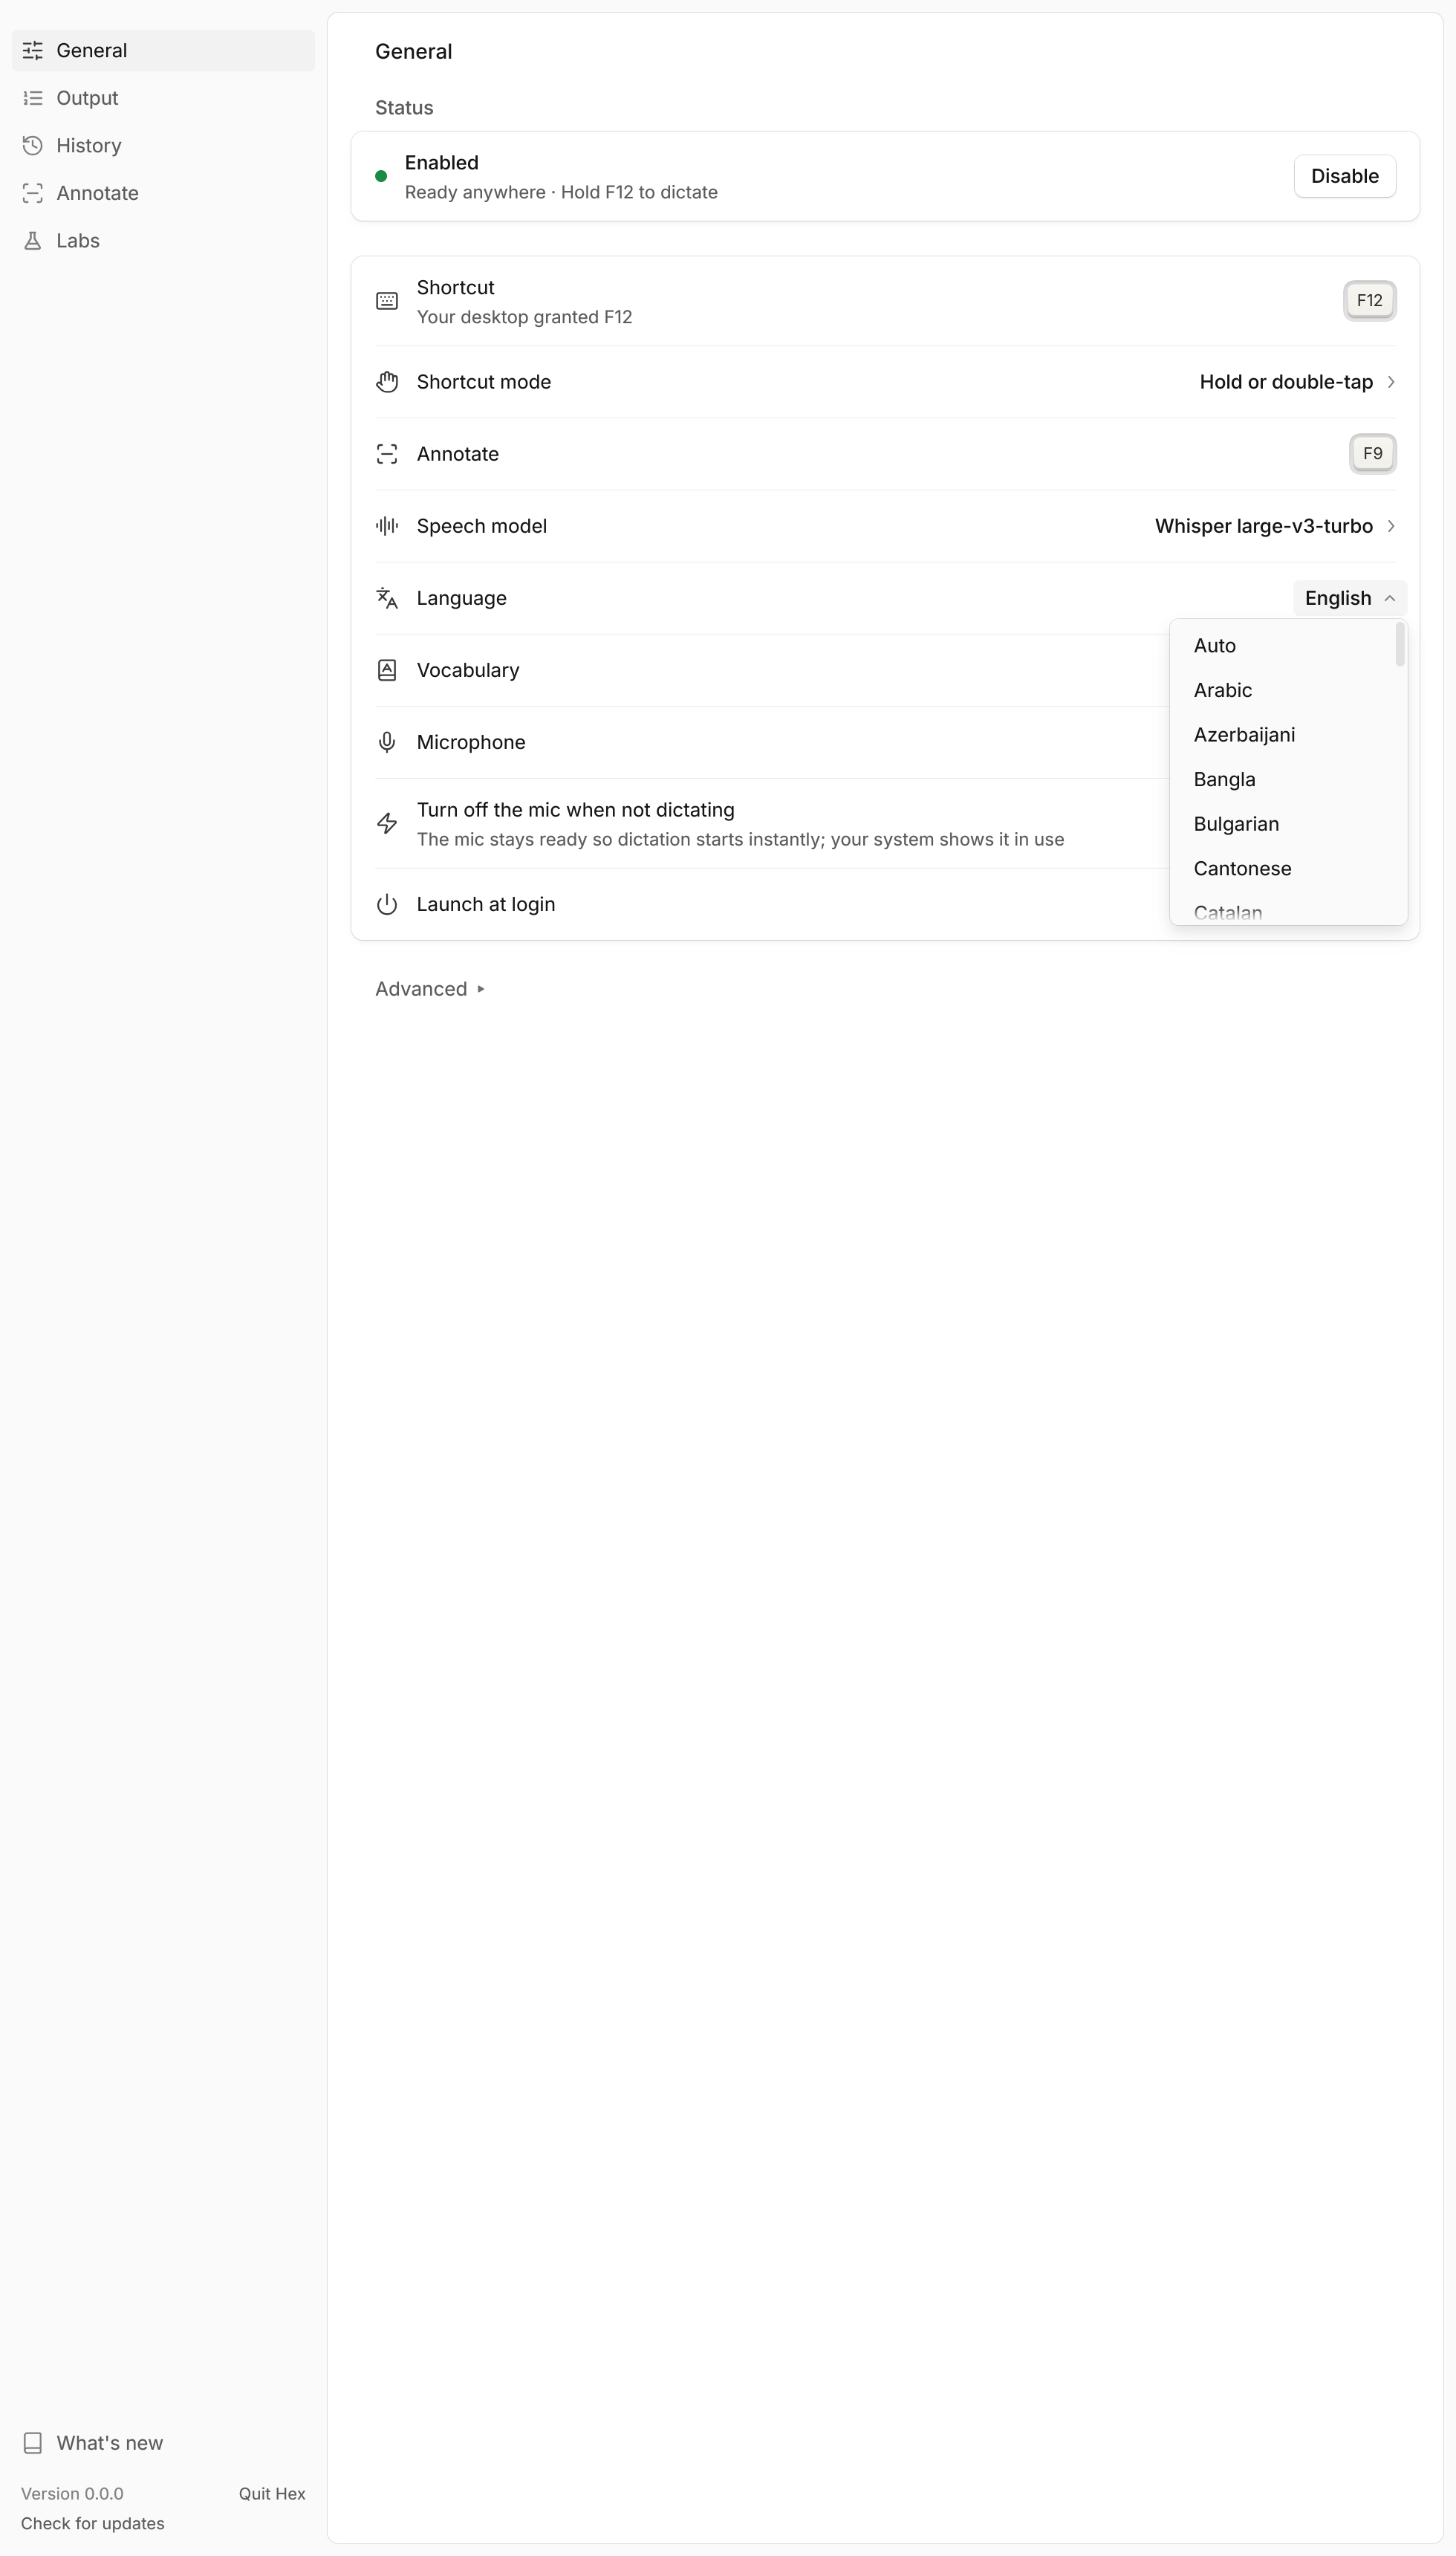 General
Output
History
Annotate
Labs
What's new
Version 0.0.0
Quit Hex
Check for updates
General
Status
Enabled
Ready anywhere · Hold F12 to dictate
Disable
Shortcut
Your desktop granted F12
F12
Shortcut mode
Hold or double-tap
Annotate
F9
Speech model
Whisper large-v3-turbo
Language
English
Auto
Arabic
Azerbaijani
Bangla
Bulgarian
Cantonese
Catalan
Vocabulary
Microphone
Turn off the mic when not dictating
The mic stays ready so dictation starts instantly; your system shows it in use
Launch at login
Advanced